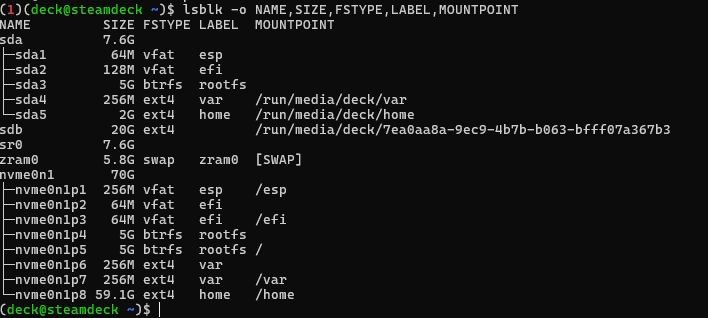 (1)(deck@steamdeck ~)$ lsblk -o NAME,SIZE,FSTYPE,LABEL,MOUNTPOINT
NAME          SIZE FSTYPE LABEL  MOUNTPOINT
sda           7.6G
├─sda1         64M vfat   esp
├─sda2        128M vfat   efi
├─sda3          5G btrfs  rootfs
├─sda4        256M ext4   var    /run/media/deck/var
└─sda5          2G ext4   home   /run/media/deck/home
sdb            20G ext4          /run/media/deck/7ea0aa8a-9ec9-4b7b-b063-bfff07a367b3
sr0           7.6G
zram0         5.8G swap   zram0  [SWAP]
nvme0n1        70G
├─nvme0n1p1   256M vfat   esp    /esp
├─nvme0n1p2    64M vfat   efi
├─nvme0n1p3    64M vfat   efi    /efi
├─nvme0n1p4     5G btrfs  rootfs
├─nvme0n1p5     5G btrfs  rootfs /
├─nvme0n1p6   256M ext4   var
├─nvme0n1p7   256M ext4   var    /var
└─nvme0n1p8  59.1G ext4   home   /home
(deck@steamdeck ~)$